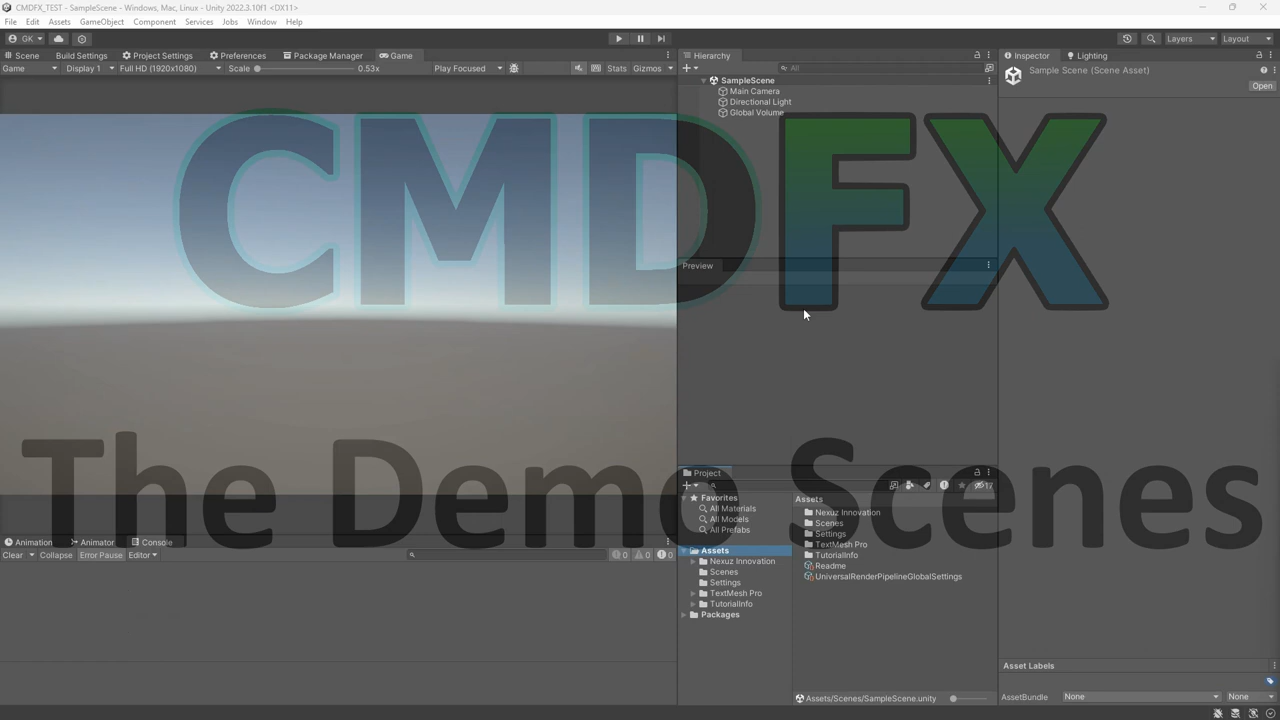 CMDFX_TEST - SampleScene - Windows, Mac, Linux - Unity 2022.3.10f1 <DX11>
File Edit Assets GameObject Component Services Jobs Window Help
GK Layers Layout
Scene Build Settings Project Settings Preferences Package Manager Game
Game Display 1 Full HD (1920x1080) Scale 0.53x Play Focused Stats Gizmos
Hierarchy
All
SampleScene
Main Camera
Directional Light
Global Volume
Inspector Lighting
Sample Scene (Scene Asset)
Open
CMDFX
Preview
The Demo Scenes
Project
17
Favorites
All Materials
All Models
All Prefabs
Assets
Nexuz Innovation
Scenes
Settings
TextMesh Pro
TutorialInfo
Packages
Assets
Nexuz Innovation
Scenes
Settings
TextMesh Pro
TutorialInfo
Readme
UniversalRenderPipelineGlobalSettings
Assets/Scenes/SampleScene.unity
Animation Animator Console
Clear Collapse Error Pause Editor 0 0 0
Asset Labels
AssetBundle None None